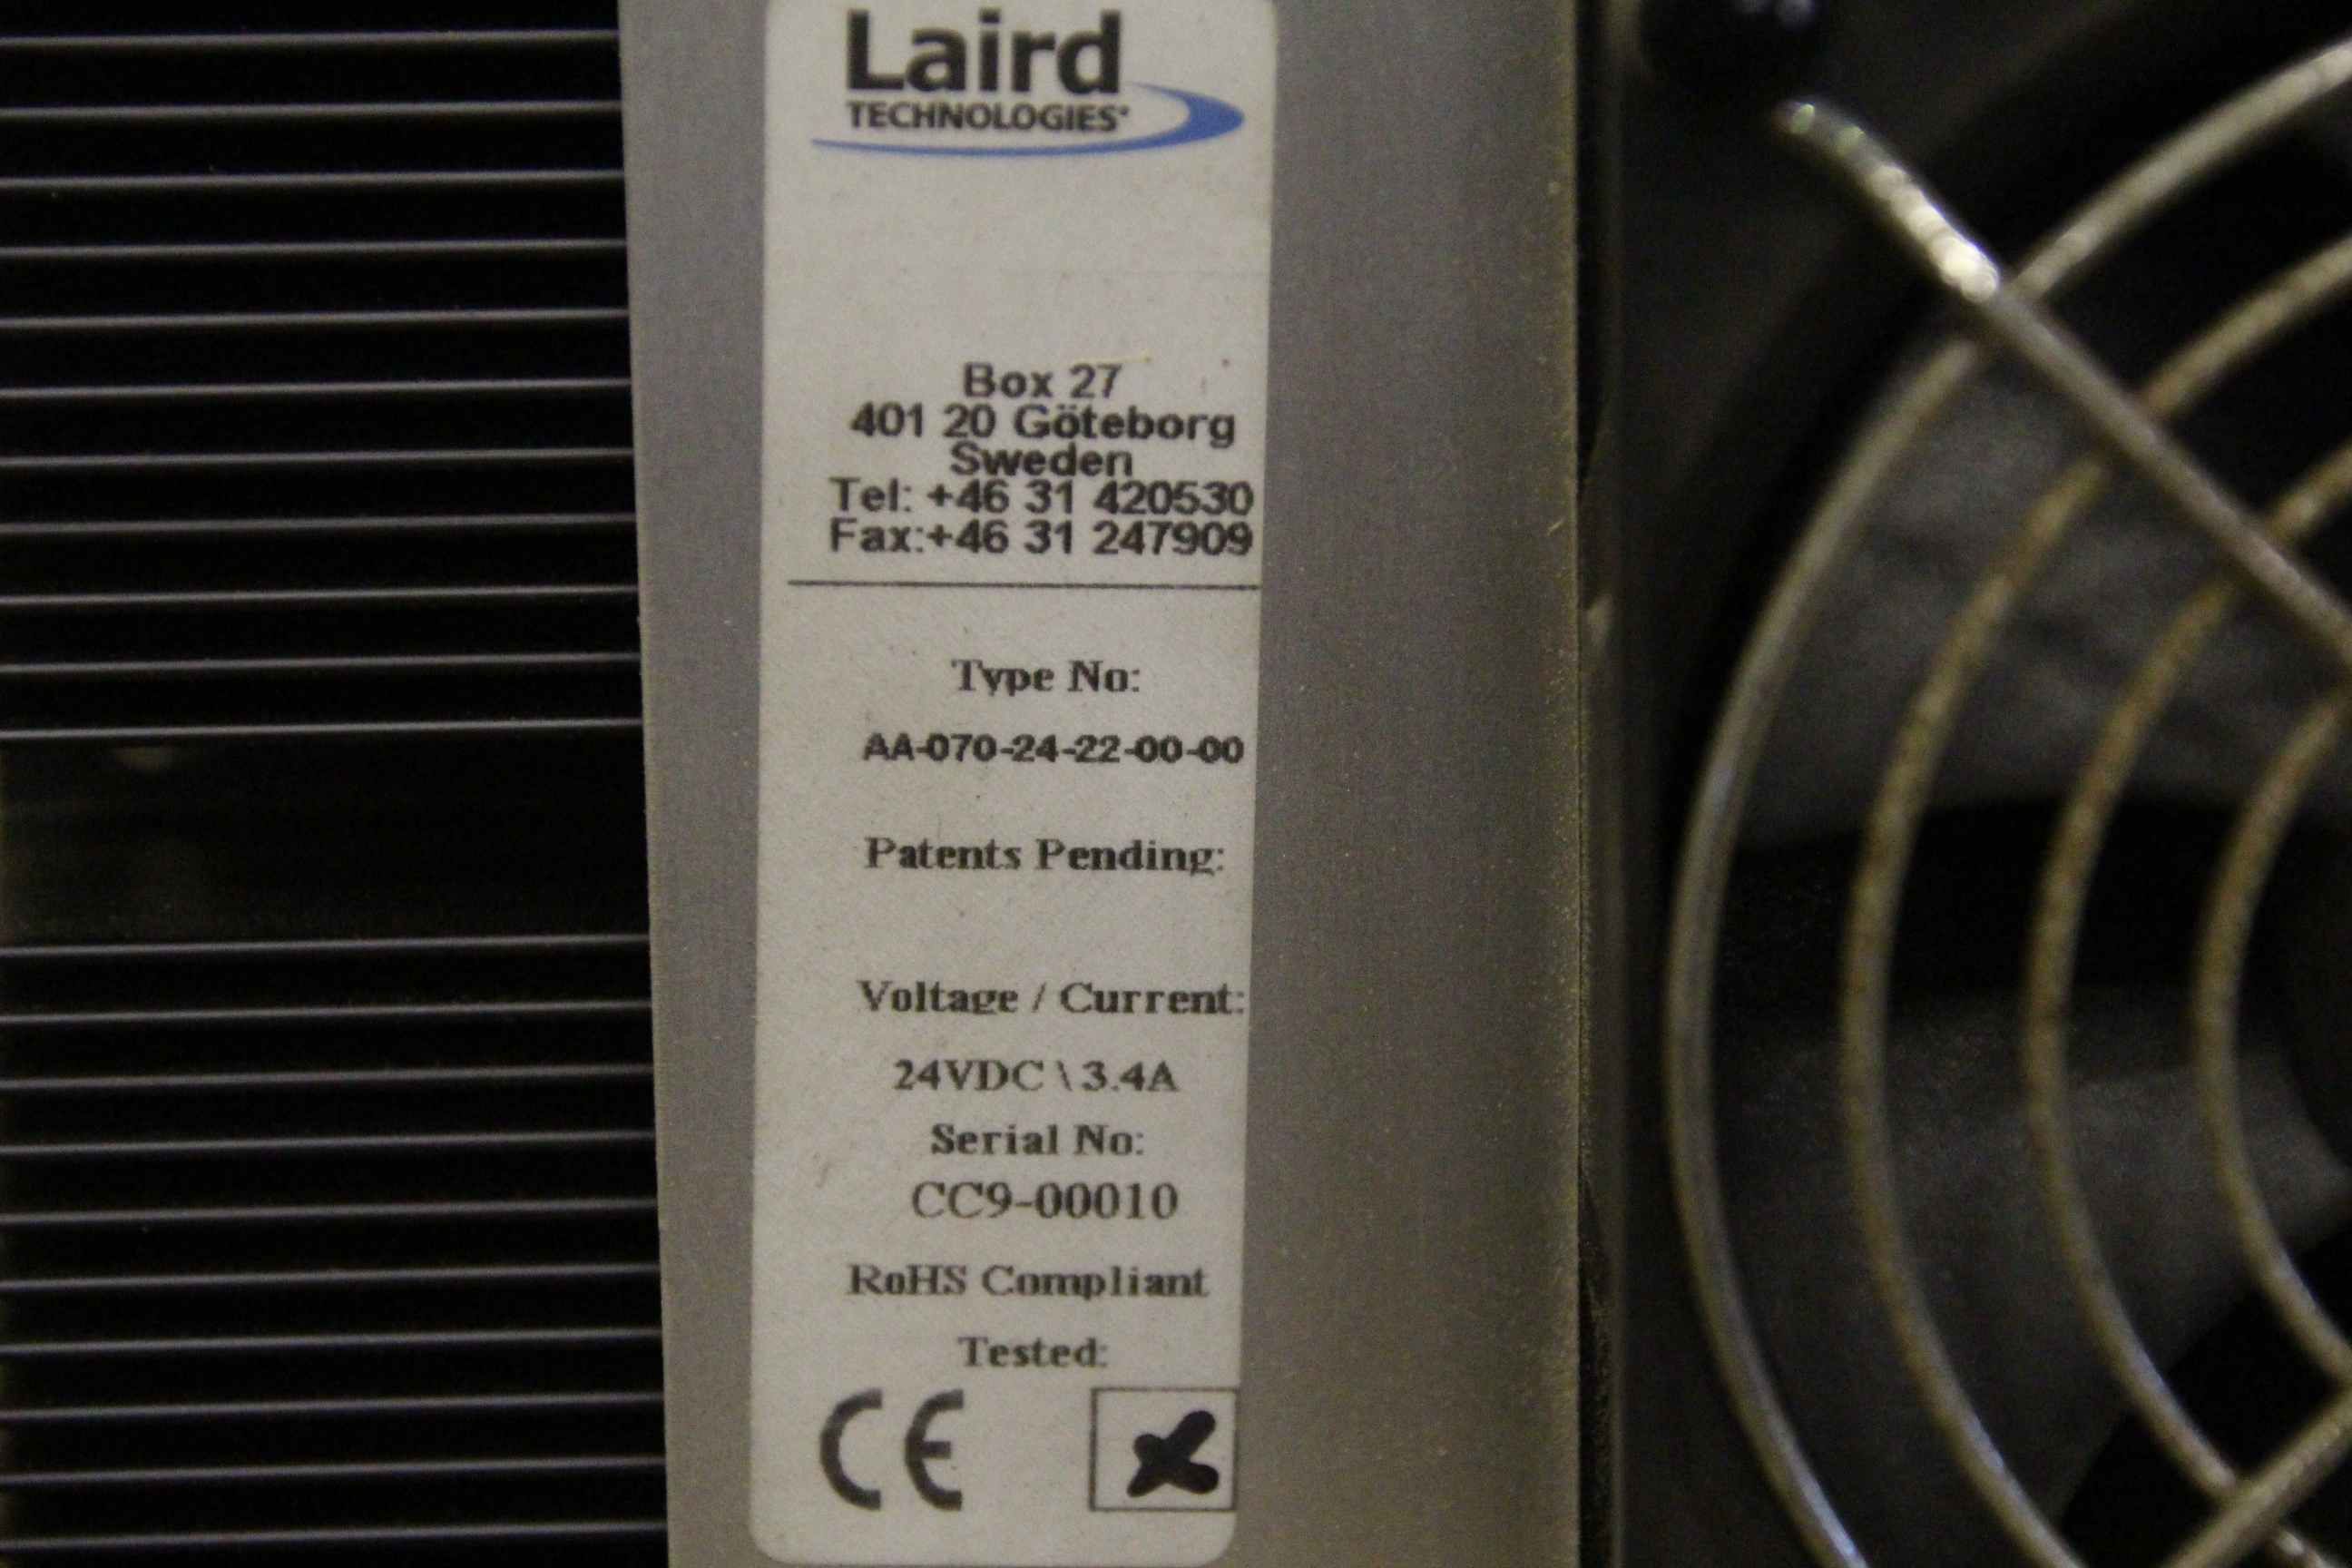 Laird
TECHNOLOGIES®
Box 27
401 20 Göteborg
Sweden
Tel: +46 31 420530
Fax:+46 31 247909
Type No:
AA-070-24-22-00-00
Patents Pending:
Voltage / Current:
24VDC \ 3.4A
Serial No:
CC9-00010
RoHS Compliant
Tested:
CE